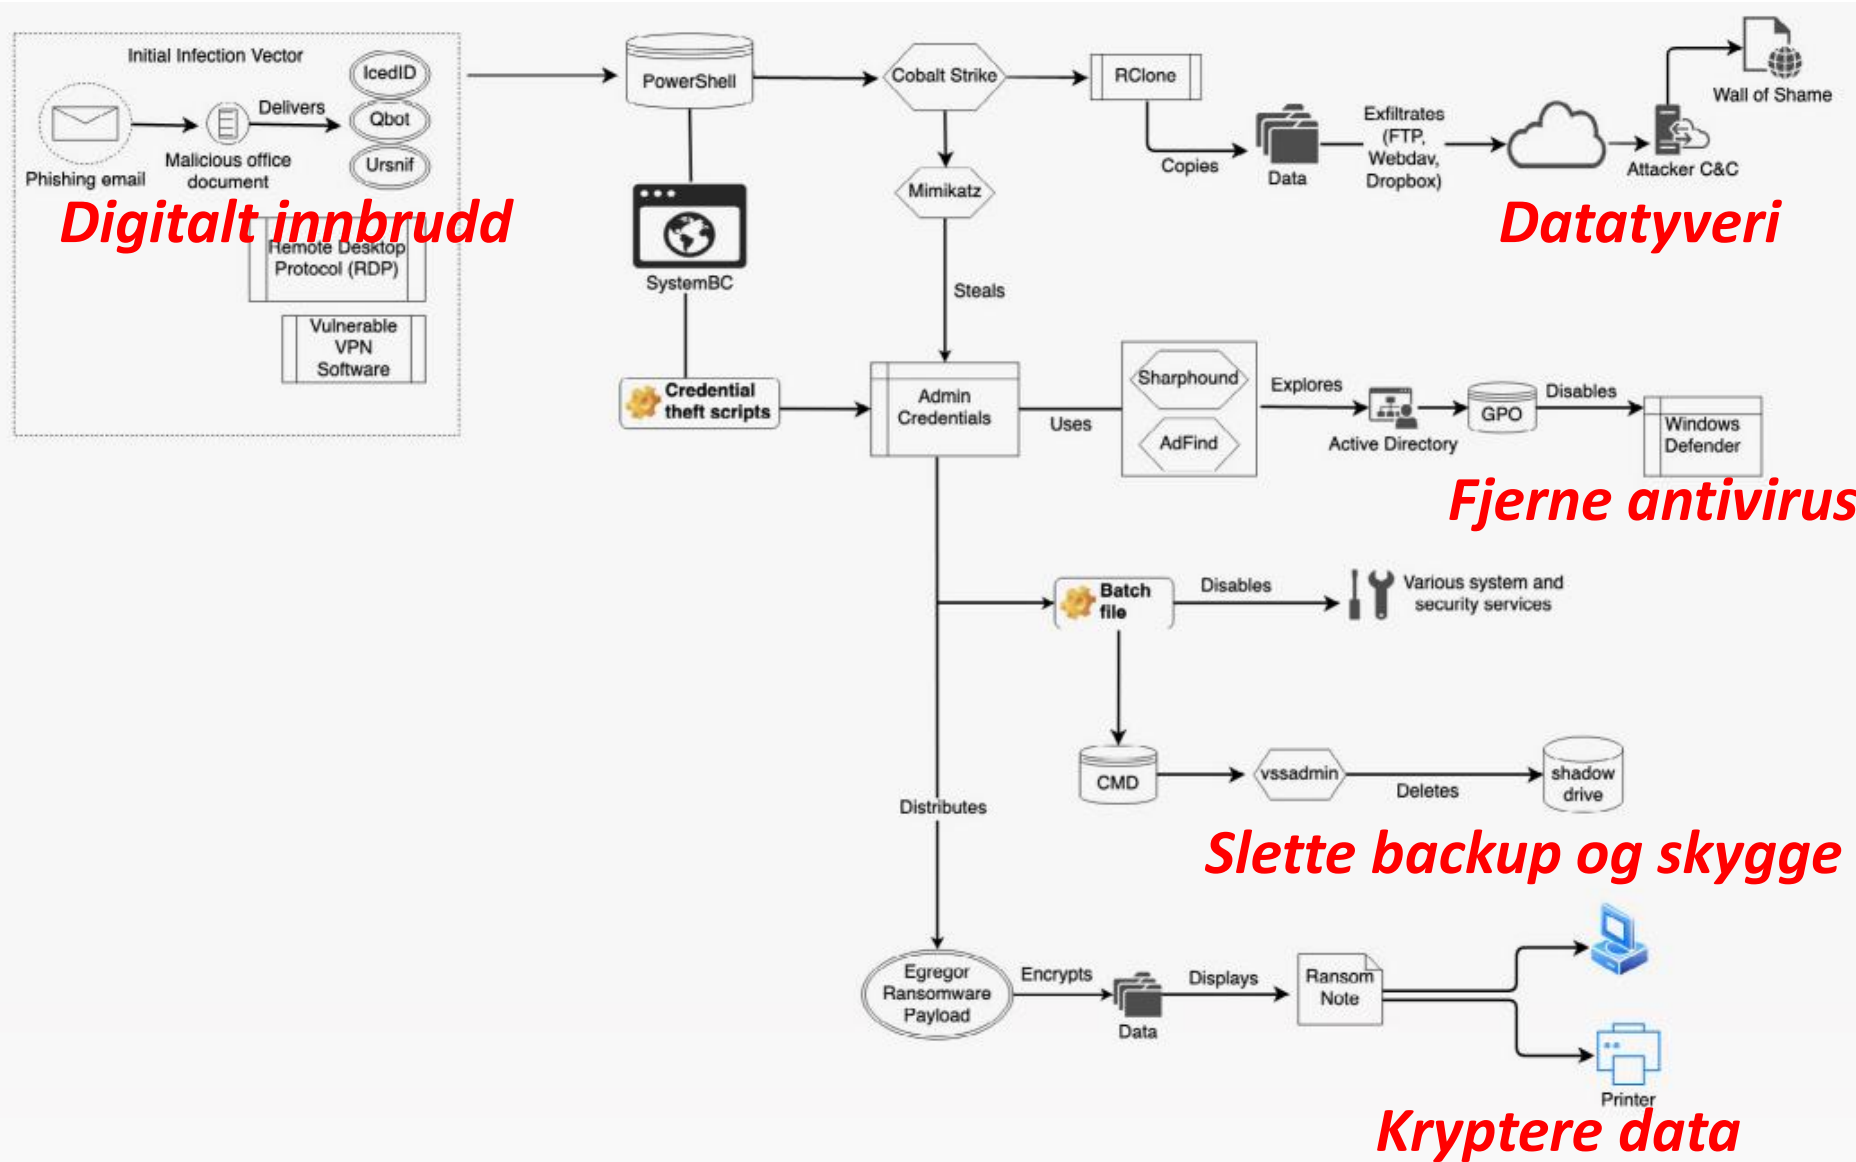 Initial Infection Vector
IcedID
Delivers
Qbot
Malicious office
document
Ursnif
Phishing email
Digitalt innbrudd
Remote Desktop
Protocol (RDP)
Vulnerable
VPN
Software
PowerShell
Cobalt Strike
RClone
Copies
Data
Exfiltrates
(FTP,
Webdav,
Dropbox)
Attacker C&C
Wall of Shame
Datatyveri
Mimikatz
SystemBC
Steals
Credential
theft scripts
Admin
Credentials
Uses
Sharphound
AdFind
Explores
Active Directory
GPO
Disables
Windows
Defender
Fjerne antivirus
Batch
file
Disables
Various system and
security services
CMD
vssadmin
Deletes
shadow
drive
Slette backup og skygge
Distributes
Egregor
Ransomware
Payload
Encrypts
Data
Displays
Ransom
Note
Printer
Kryptere data